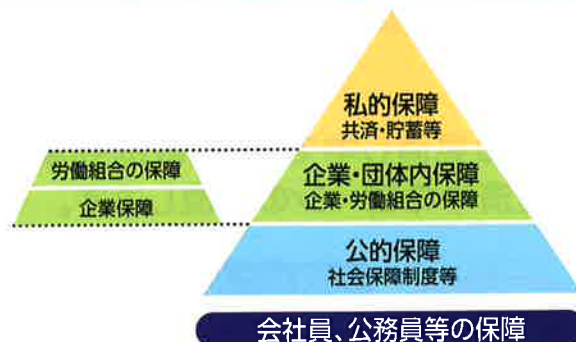 私的保障
共済・貯蓄等
労働組合の保障
企業保障
企業・団体内保障
企業・労働組合の保障
公的保障
社会保障制度等
会社員、公務員等の保障